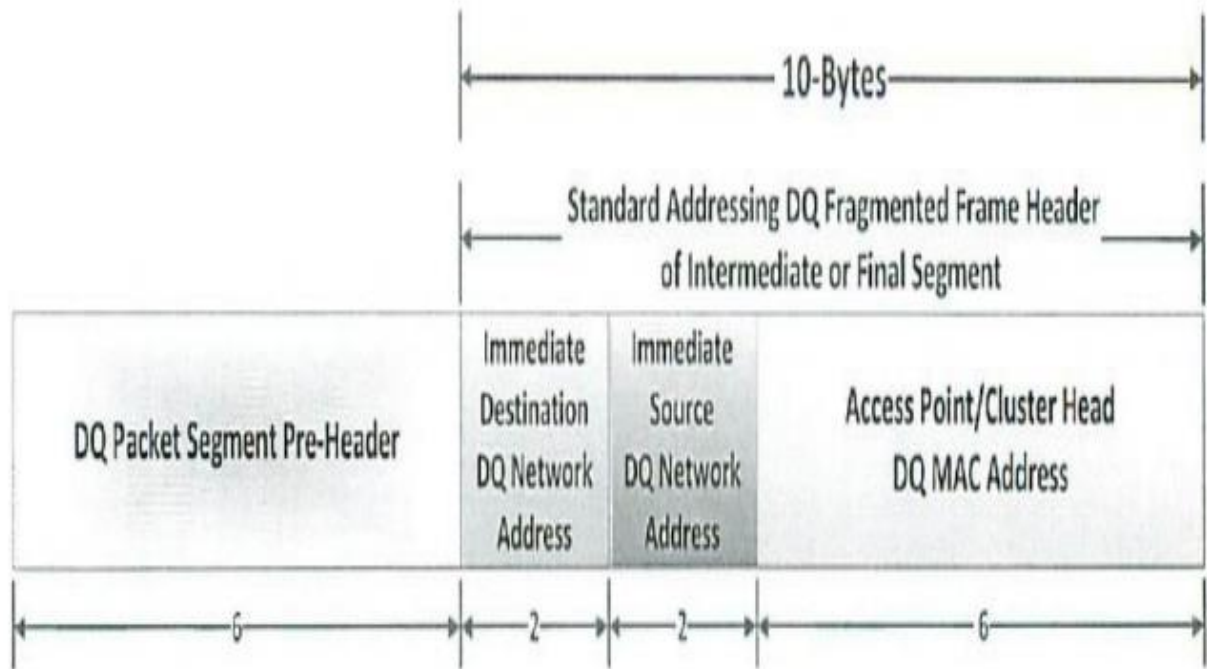 10-Bytes
Standard Addressing DQ Fragmented Frame Header
of Intermediate or Final Segment
DQ Packet Segment Pre-Header
Immediate
Destination
DQ Network
Address
Immediate
Source
DQ Network
Address
Access Point/Cluster Head
DQ MAC Address
6
2
2
6